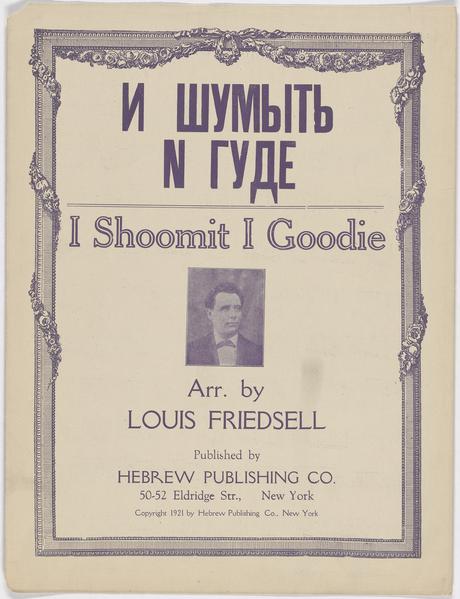 И ШУМЫТЬ
N ГУДЕ
I Shoomit I Goodie
Arr. by
LOUIS FRIEDSELL
Published by
HEBREW PUBLISHING CO.
50-52 Eldridge Str., New York
Copyright 1921 by Hebrew Publishing Co., New York